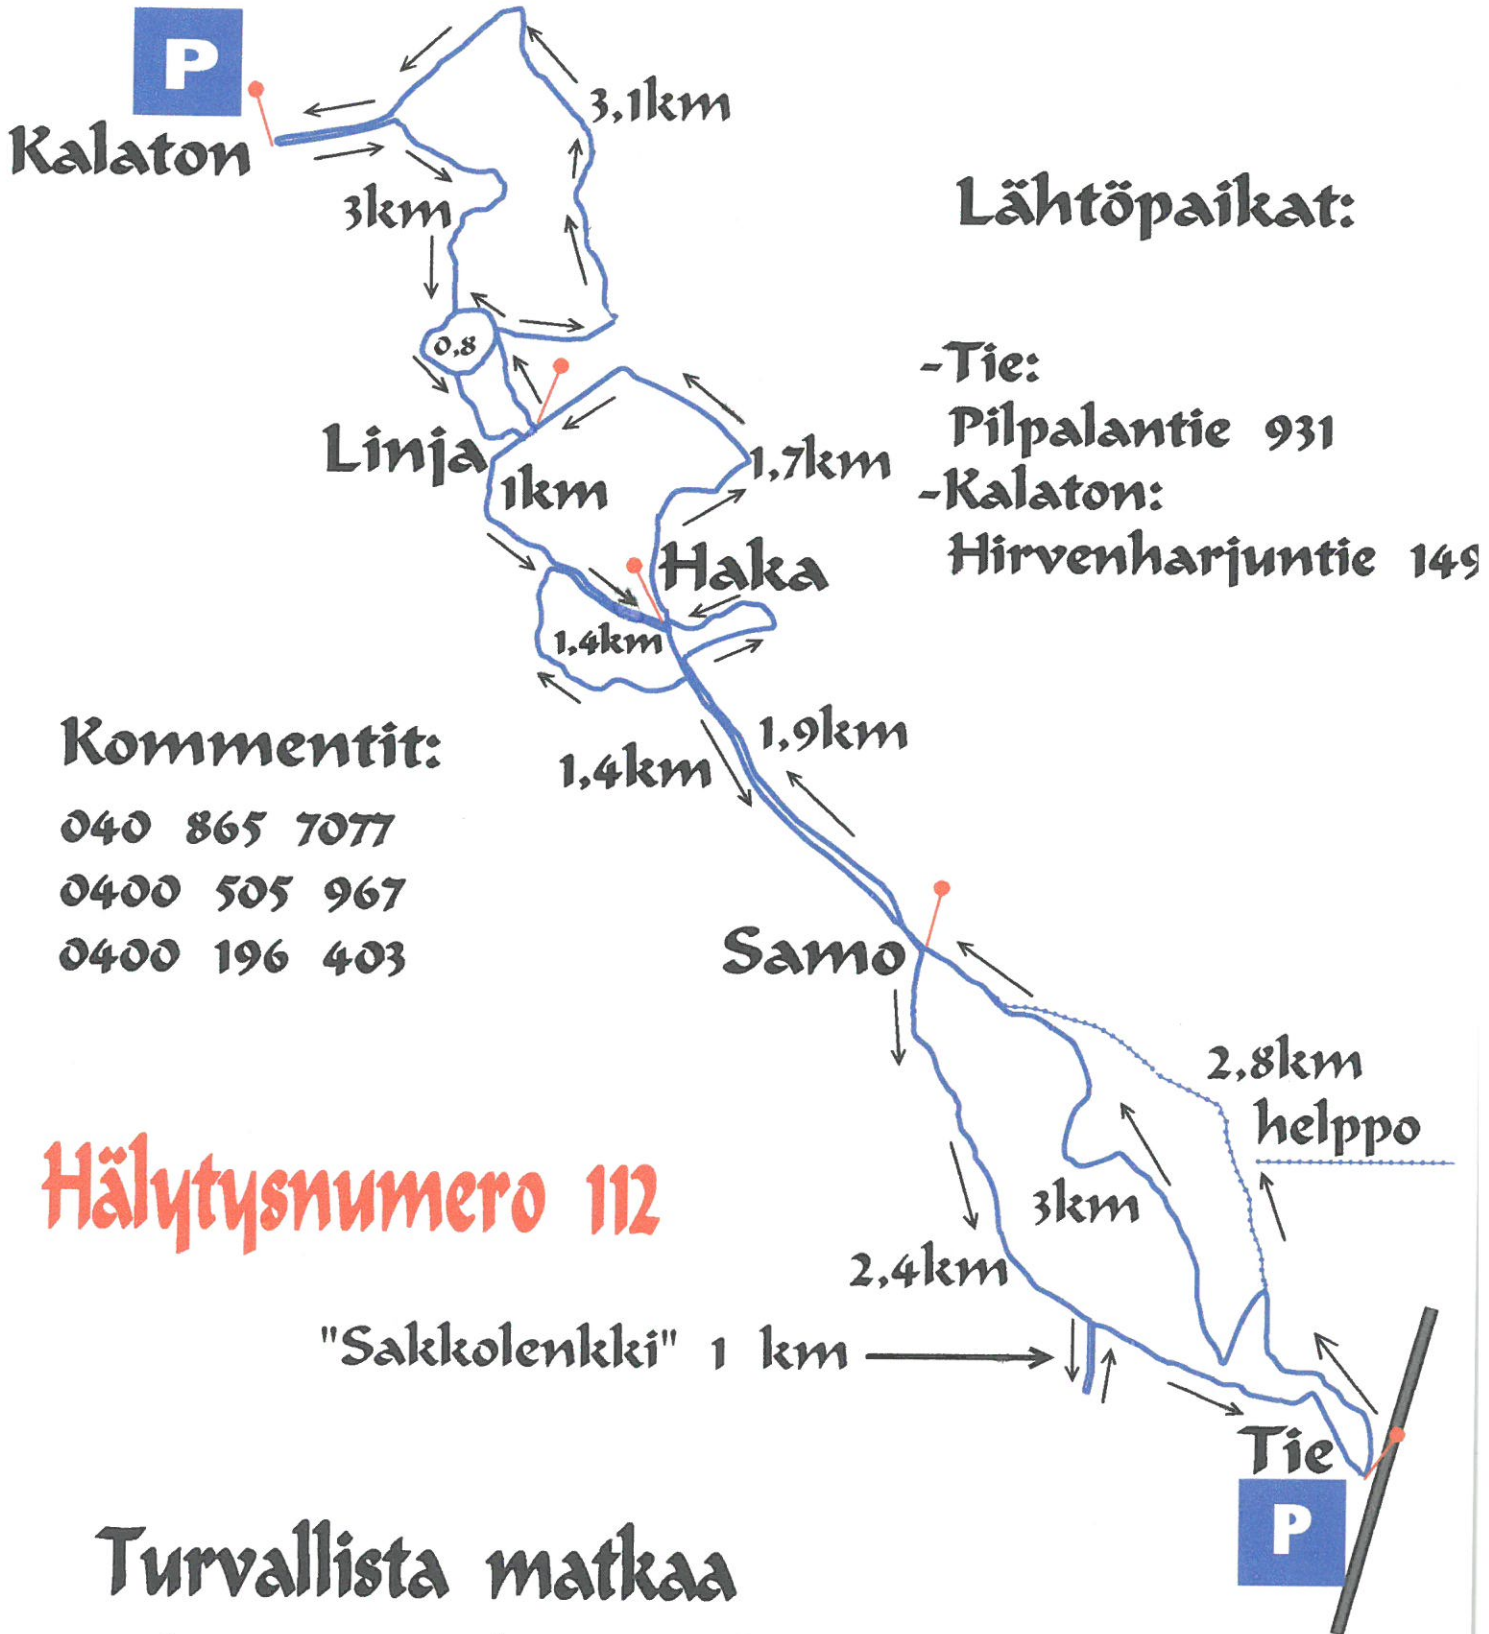 P
Kalaton
3,1km
3km
Lähtöpaikat:
0,8
-Tie:
Pilpalantie 931
-Kalaton:
Hirvenharjuntie 149
Linja
1km
1,7km
Haka
1,4km
Kommentit:
040 865 7077
0400 505 967
0400 196 403
1,4km
1,9km
Samo
2,8km
helppo
3km
2,4km
Hälytysnumero 112
"Sakkolenkki" 1 km
Tie
P
Turvallista matkaa